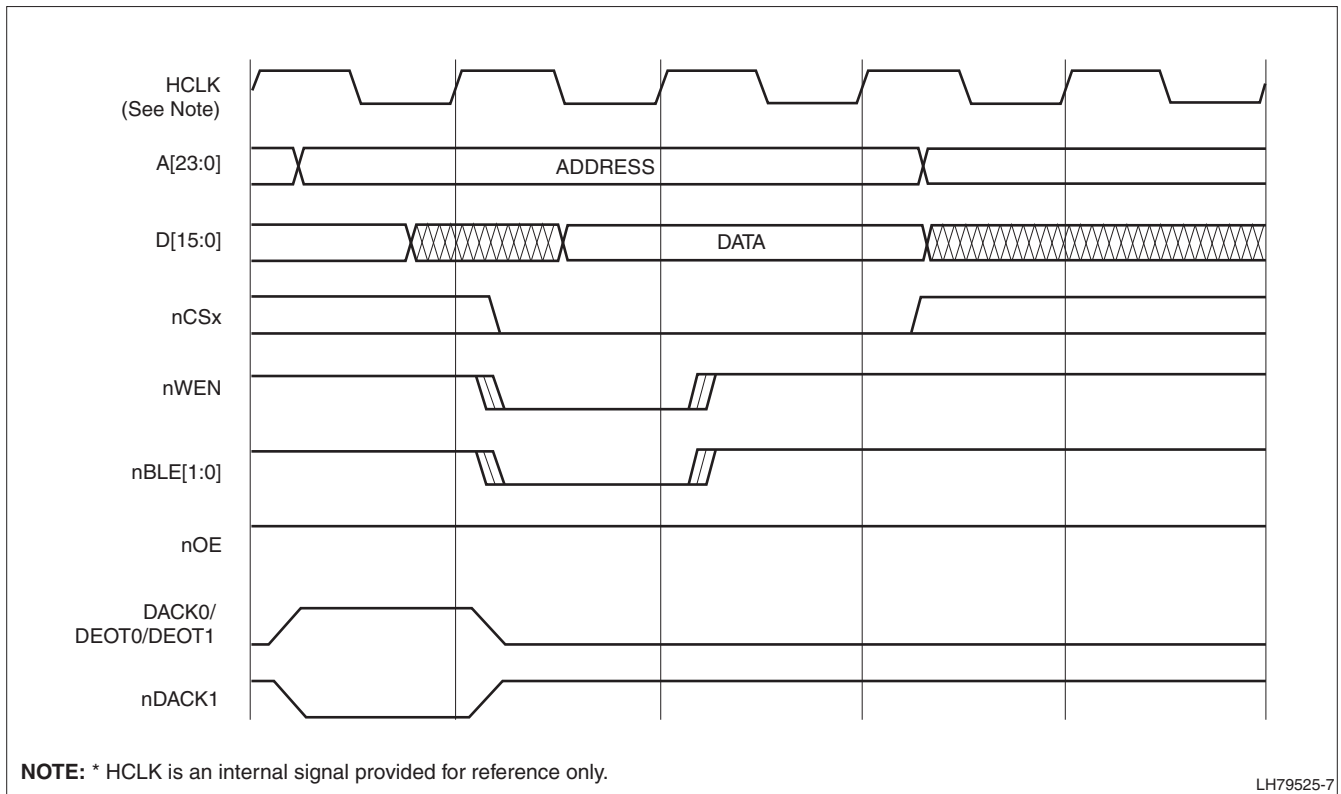 HCLK
(See Note)
A[23:0]
ADDRESS
D[15:0]
DATA
nCSx
nWEN
nBLE[1:0]
nOE
DACK0/
DEOT0/DEOT1
nDACK1
NOTE: * HCLK is an internal signal provided for reference only.
LH79525-7